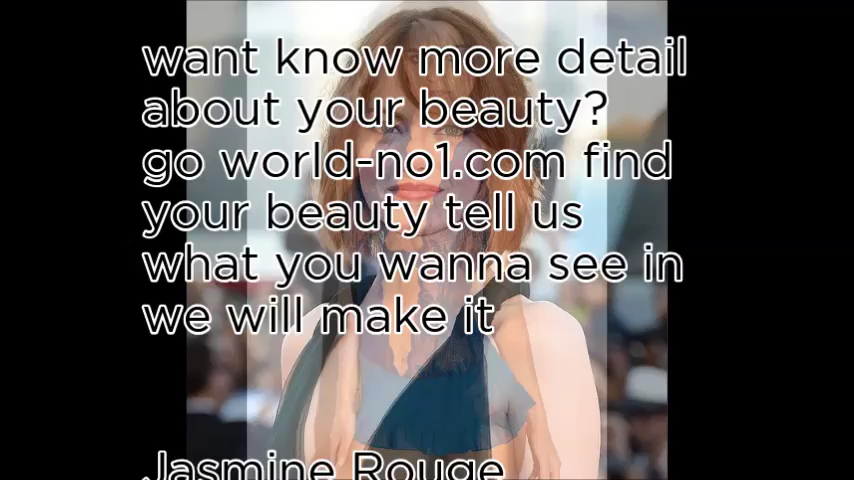 want know more detail
about your beauty?
go world-no1.com find
your beauty tell us
what you wanna see in
we will make it
Jasmine Rouge